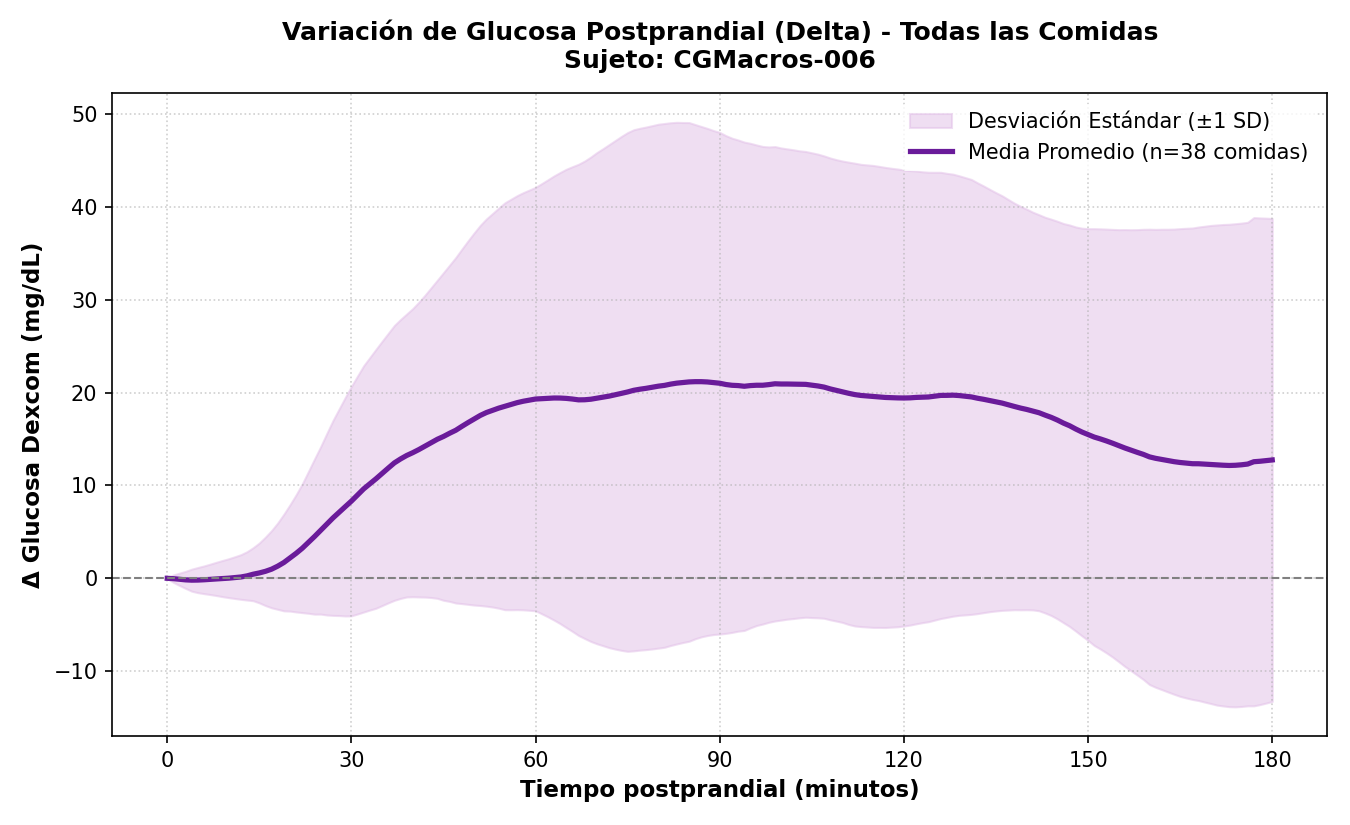 Variación de Glucosa Postprandial (Delta) - Todas las Comidas
Sujeto: CGMacros-006
Desviación Estándar (±1 SD)
Media Promedio (n=38 comidas)
Δ Glucosa Dexcom (mg/dL)
50
40
30
20
10
0
−10
0 30 60 90 120 150 180
Tiempo postprandial (minutos)